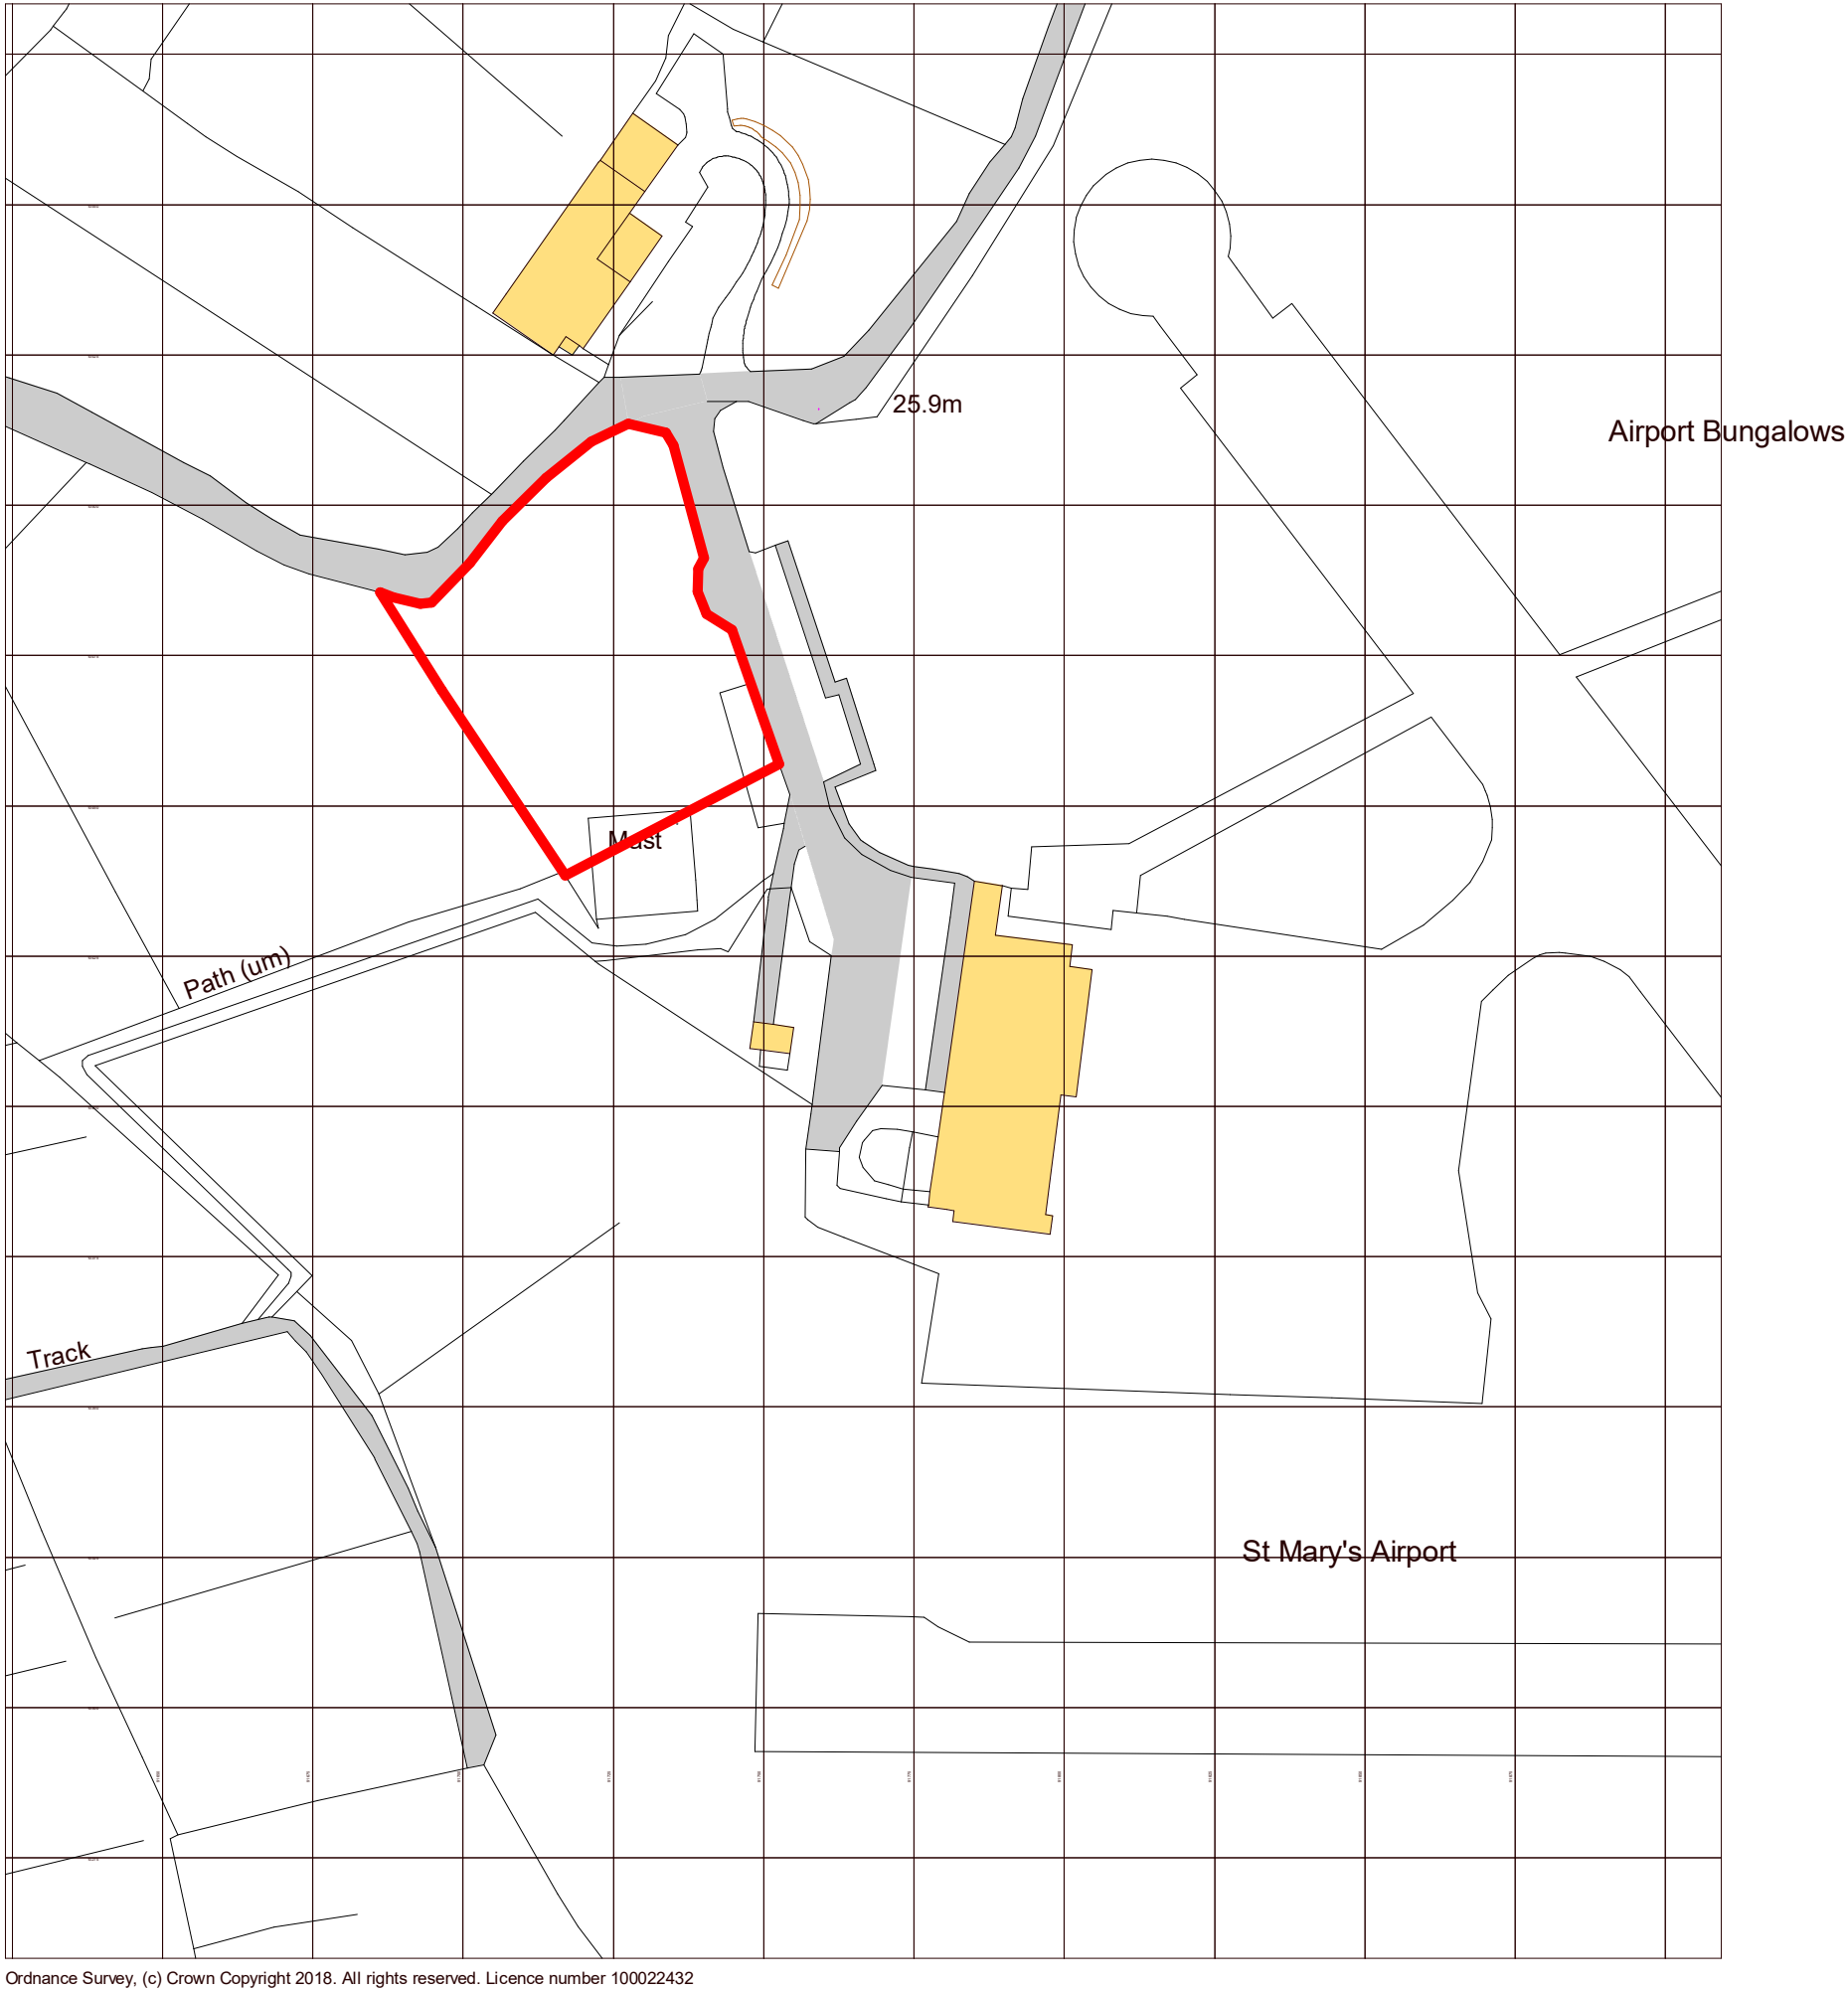 25.9m
Airport Bungalows
Mast
Path (um)
Track
St Mary's Airport
Ordnance Survey, (c) Crown Copyright 2018. All rights reserved. Licence number 100022432